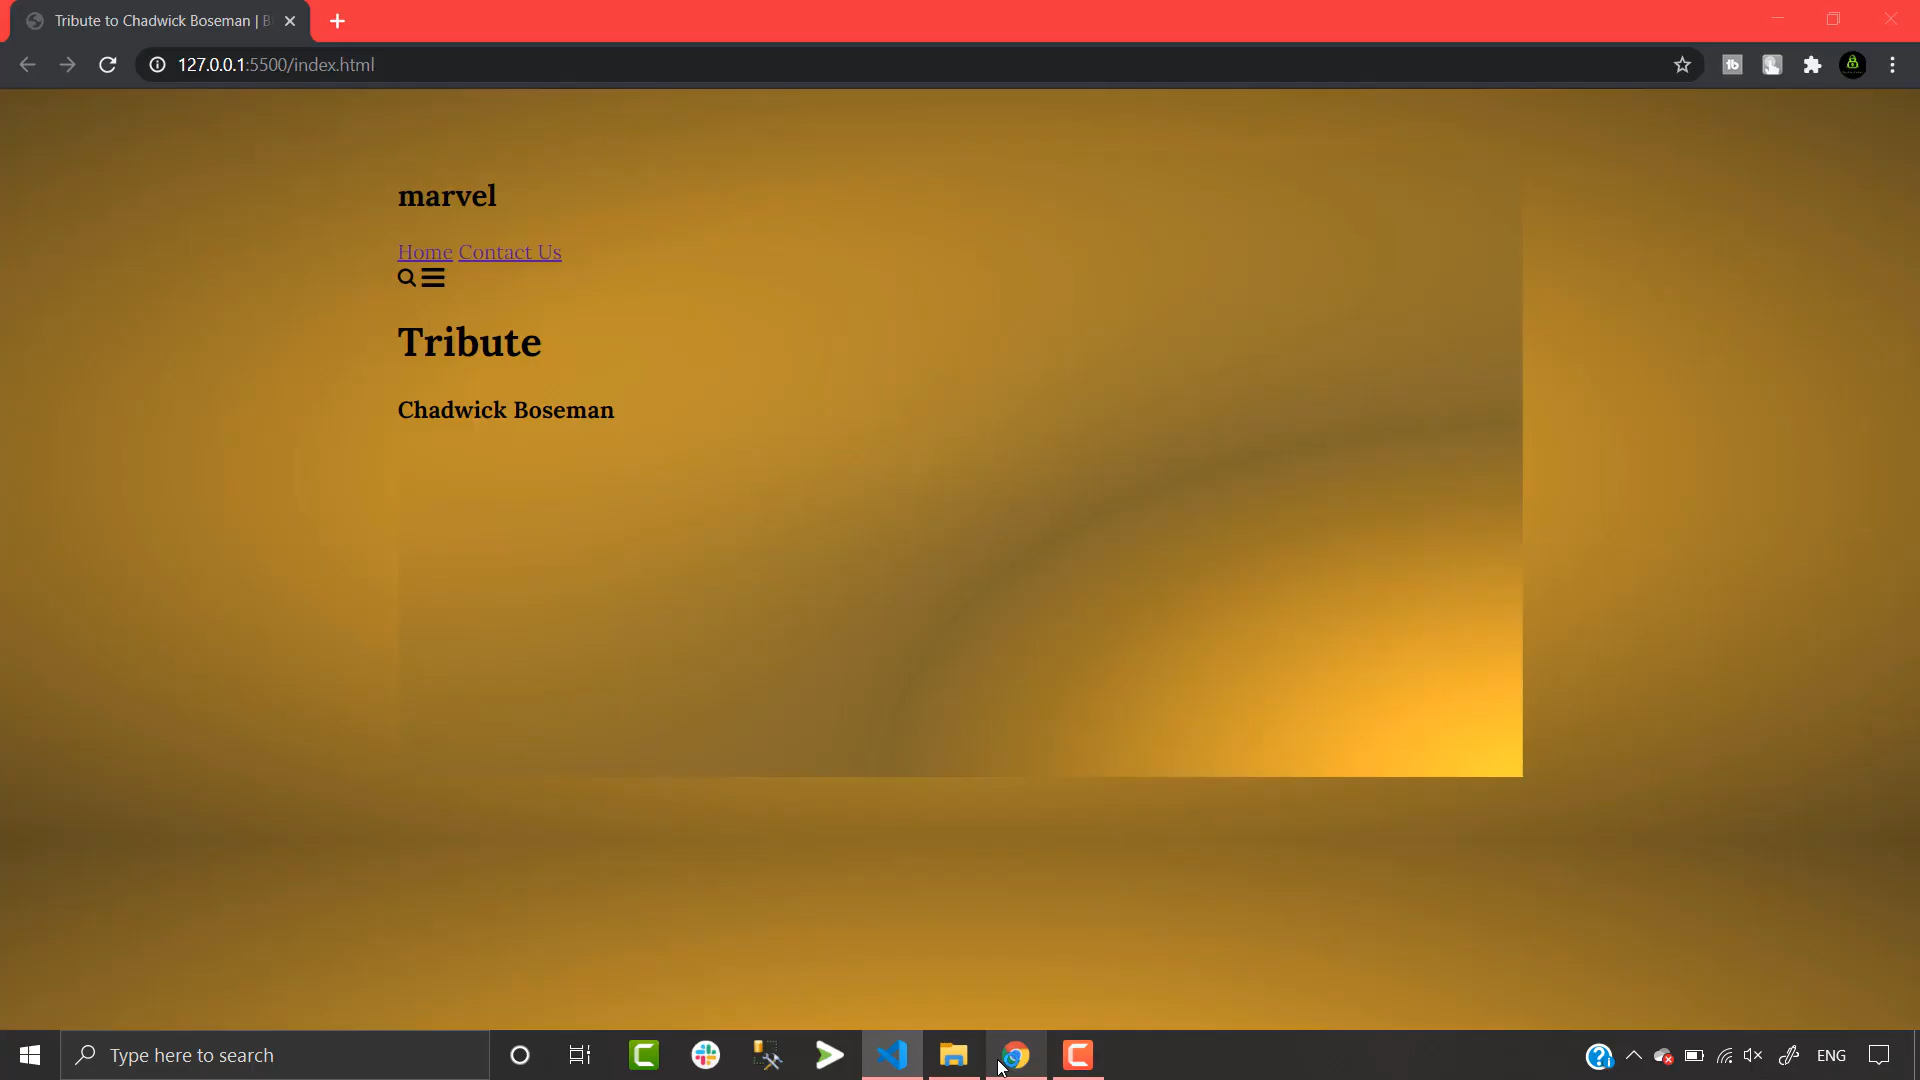 Tribute to Chadwick Boseman | B
127.0.0.1:5500/index.html
marvel
Home Contact Us
Tribute
Chadwick Boseman
Type here to search
ENG